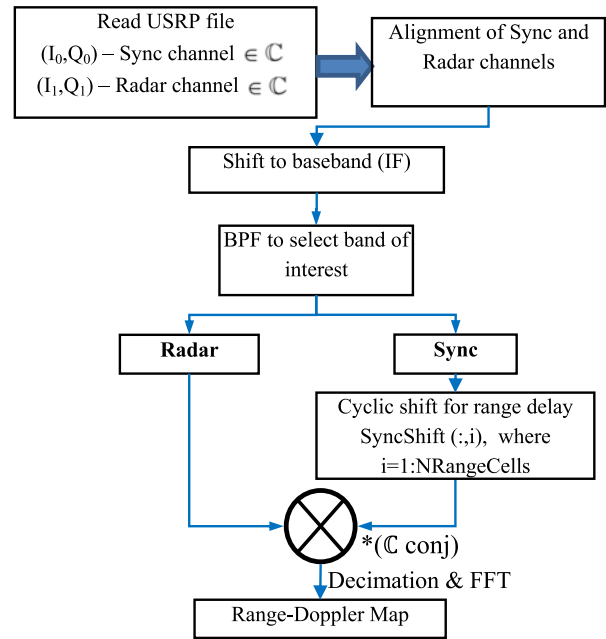 Read USRP file
(I0,Q0) – Sync channel ∈ ℂ
(I1,Q1) – Radar channel ∈ ℂ
Alignment of Sync and
Radar channels
Shift to baseband (IF)
BPF to select band of
interest
Radar
Sync
Cyclic shift for range delay
SyncShift (:,i), where
i=1:NRangeCells
*(ℂ conj)
Decimation & FFT
Range-Doppler Map